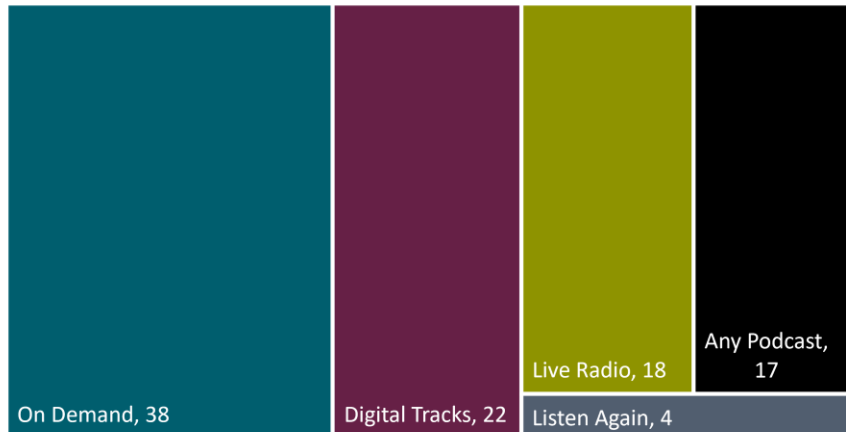 On Demand, 38
Digital Tracks, 22
Live Radio, 18
Any Podcast,
17
Listen Again, 4